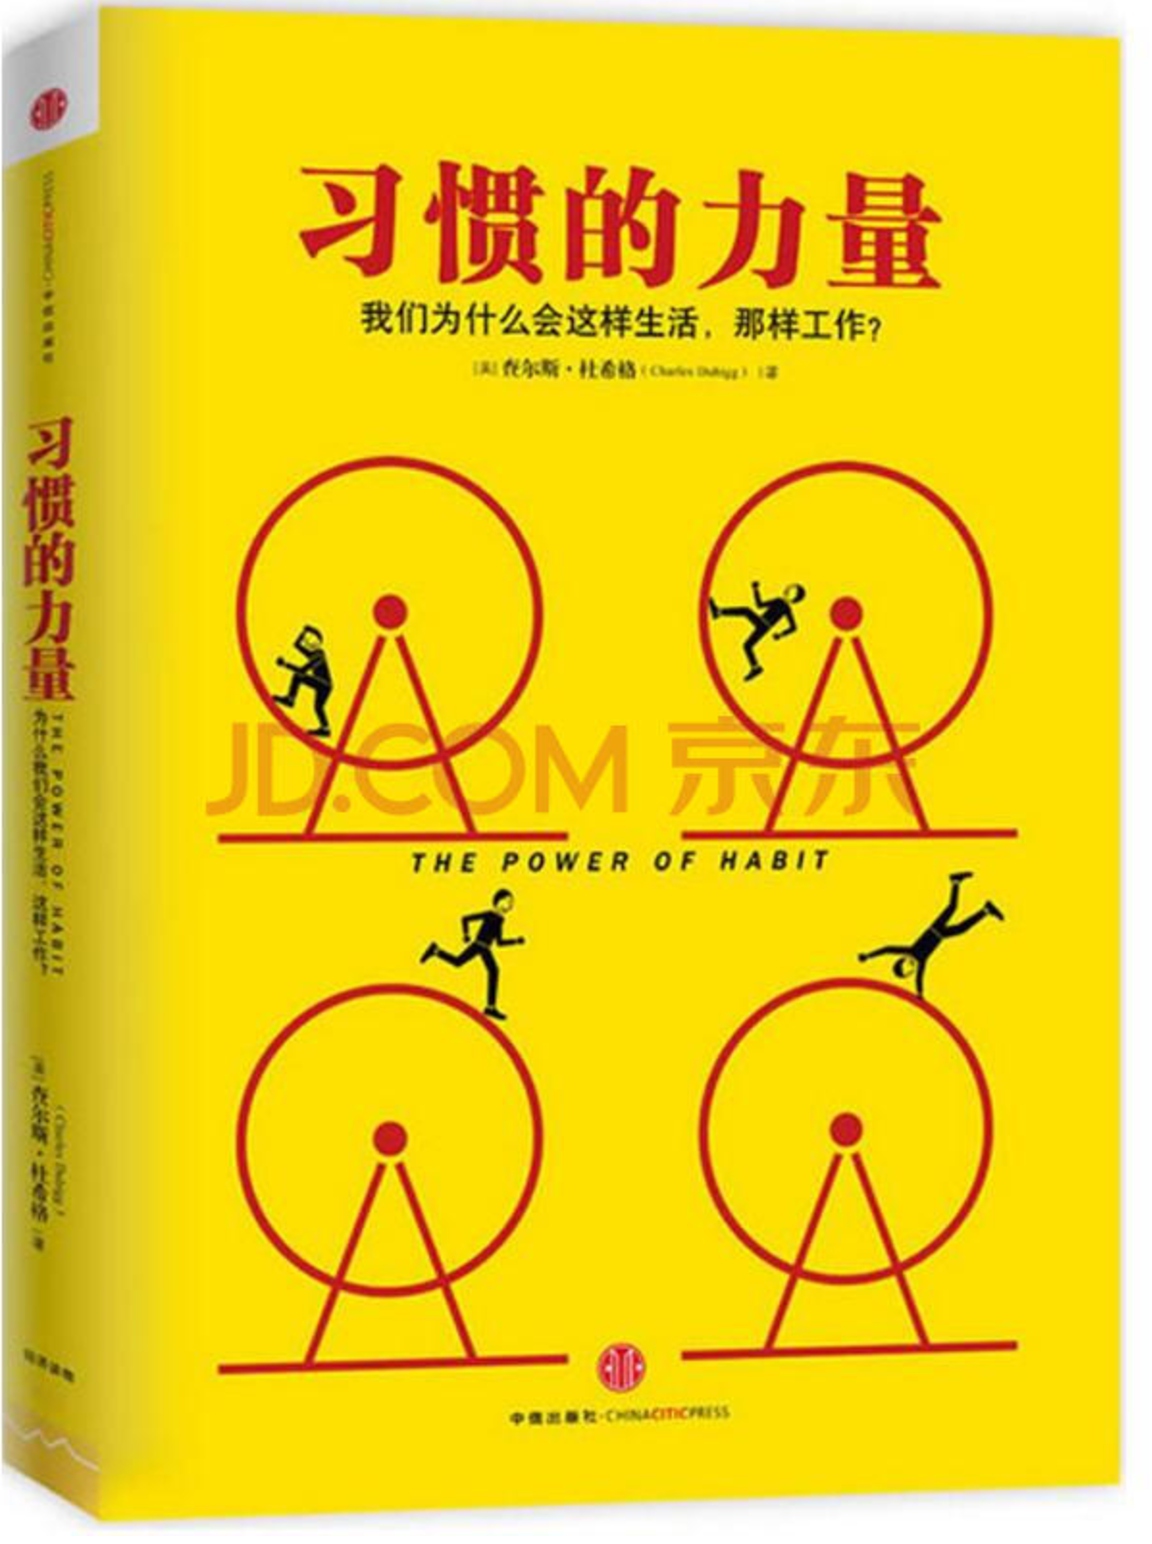 习惯的力量
我们为什么会这样生活，那样工作？
[美] 查尔斯·杜希格（Charles Duhigg）著
JD.COM 京东
THE POWER OF HABIT
中信出版社·CHINACITICPRESS
习惯的力量
THE POWER OF HABIT
为什么我们会这样生活，这样工作？
[美] 查尔斯·杜希格 著
（Charles Duhigg）
经济读物